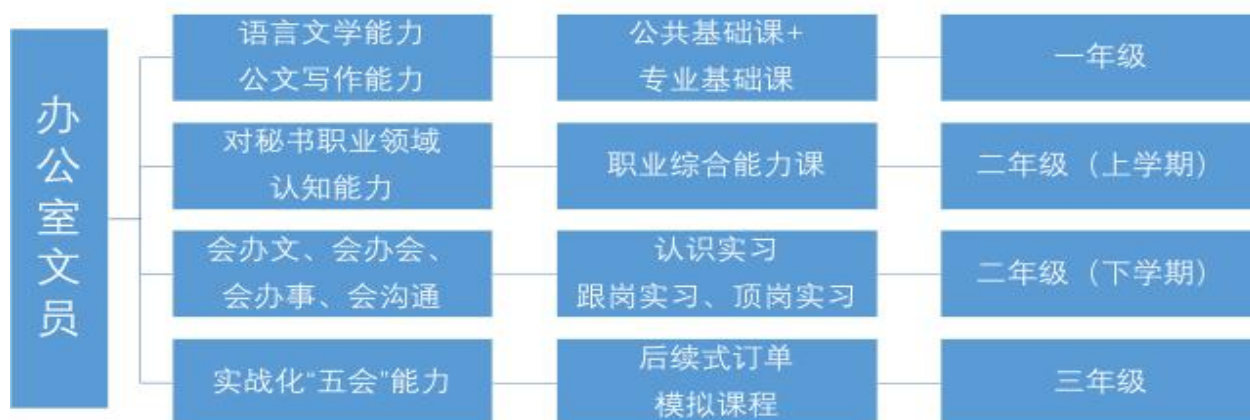 办公室文员
语言文学能力
公文写作能力
公共基础课+
专业基础课
一年级
对秘书职业领域
认知能力
职业综合能力课
二年级（上学期）
会办文、会办会、
会办事、会沟通
认识实习
跟岗实习、顶岗实习
二年级（下学期）
实战化“五会”能力
后续式订单
模拟课程
三年级